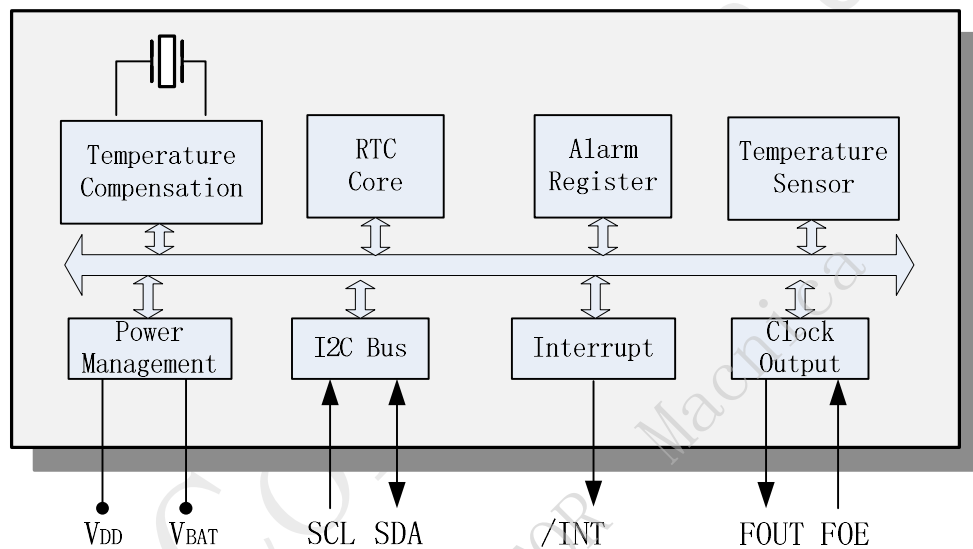 Temperature
Compensation
RTC
Core
Alarm
Register
Temperature
Sensor
Power
Management
I2C Bus
Interrupt
Clock
Output
VDD
VBAT
SCL
SDA
/INT
FOUT
FOE
Macnica